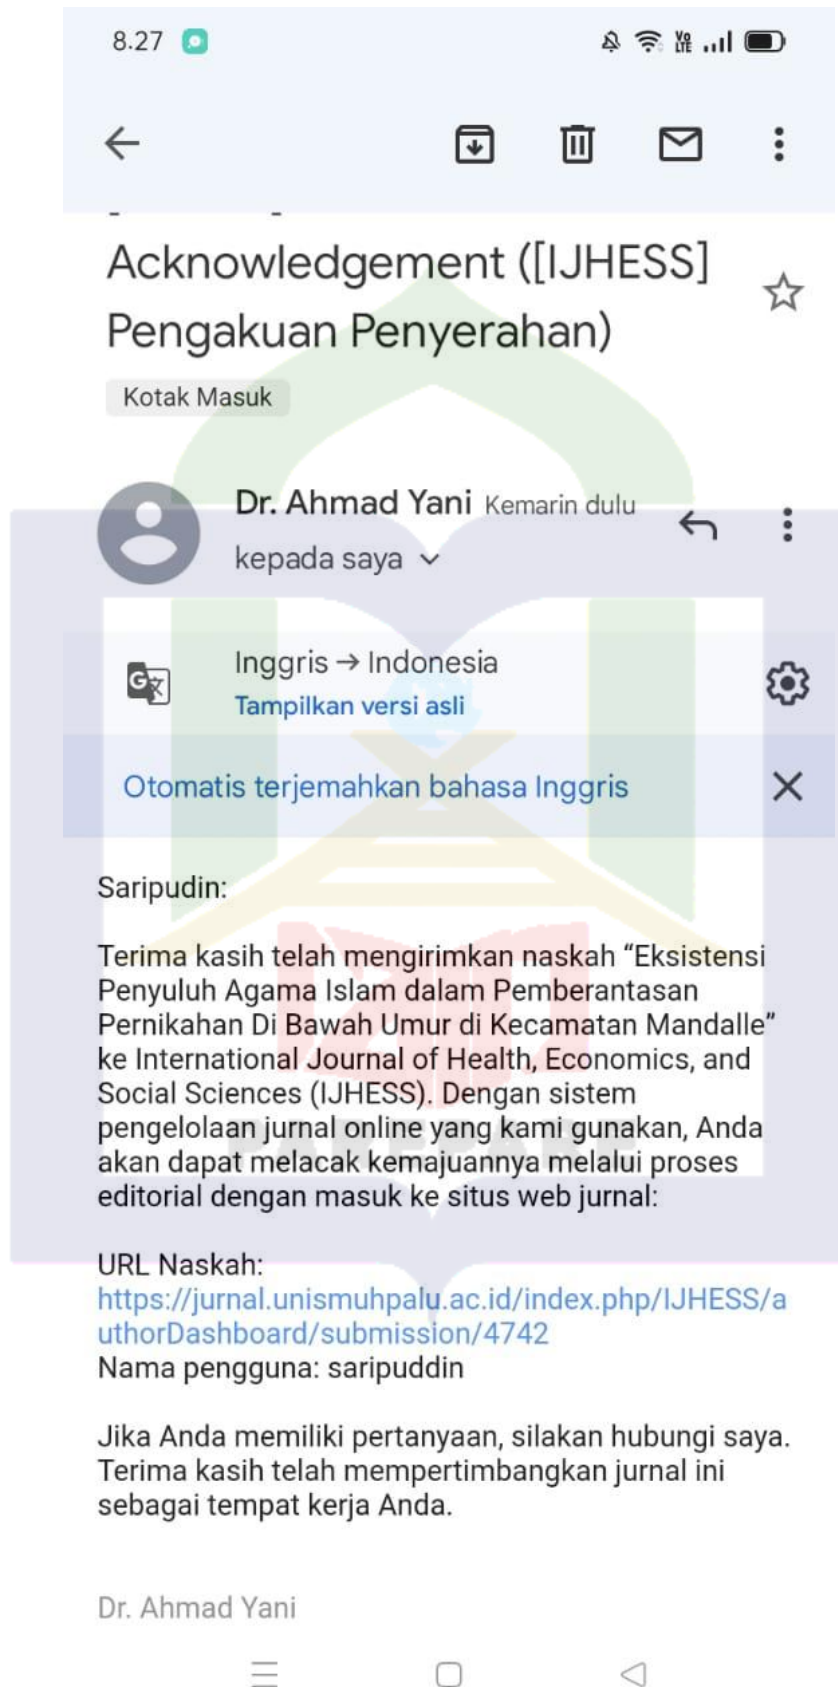 8.27
Acknowledgement ([IJHESS]
Pengakuan Penyerahan)
Kotak Masuk
Dr. Ahmad Yani Kemarin dulu
kepada saya
Inggris → Indonesia
Tampilkan versi asli
Otomatis terjemahkan bahasa Inggris
Saripudin:
Terima kasih telah mengirimkan naskah “Eksistensi
Penyuluh Agama Islam dalam Pemberantasan
Pernikahan Di Bawah Umur di Kecamatan Mandalle”
ke International Journal of Health, Economics, and
Social Sciences (IJHESS). Dengan sistem
pengelolaan jurnal online yang kami gunakan, Anda
akan dapat melacak kemajuannya melalui proses
editorial dengan masuk ke situs web jurnal:
URL Naskah:
https://jurnal.unismuhpalu.ac.id/index.php/IJHESS/a
uthorDashboard/submission/4742
Nama pengguna: saripuddin
Jika Anda memiliki pertanyaan, silakan hubungi saya.
Terima kasih telah mempertimbangkan jurnal ini
sebagai tempat kerja Anda.
Dr. Ahmad Yani